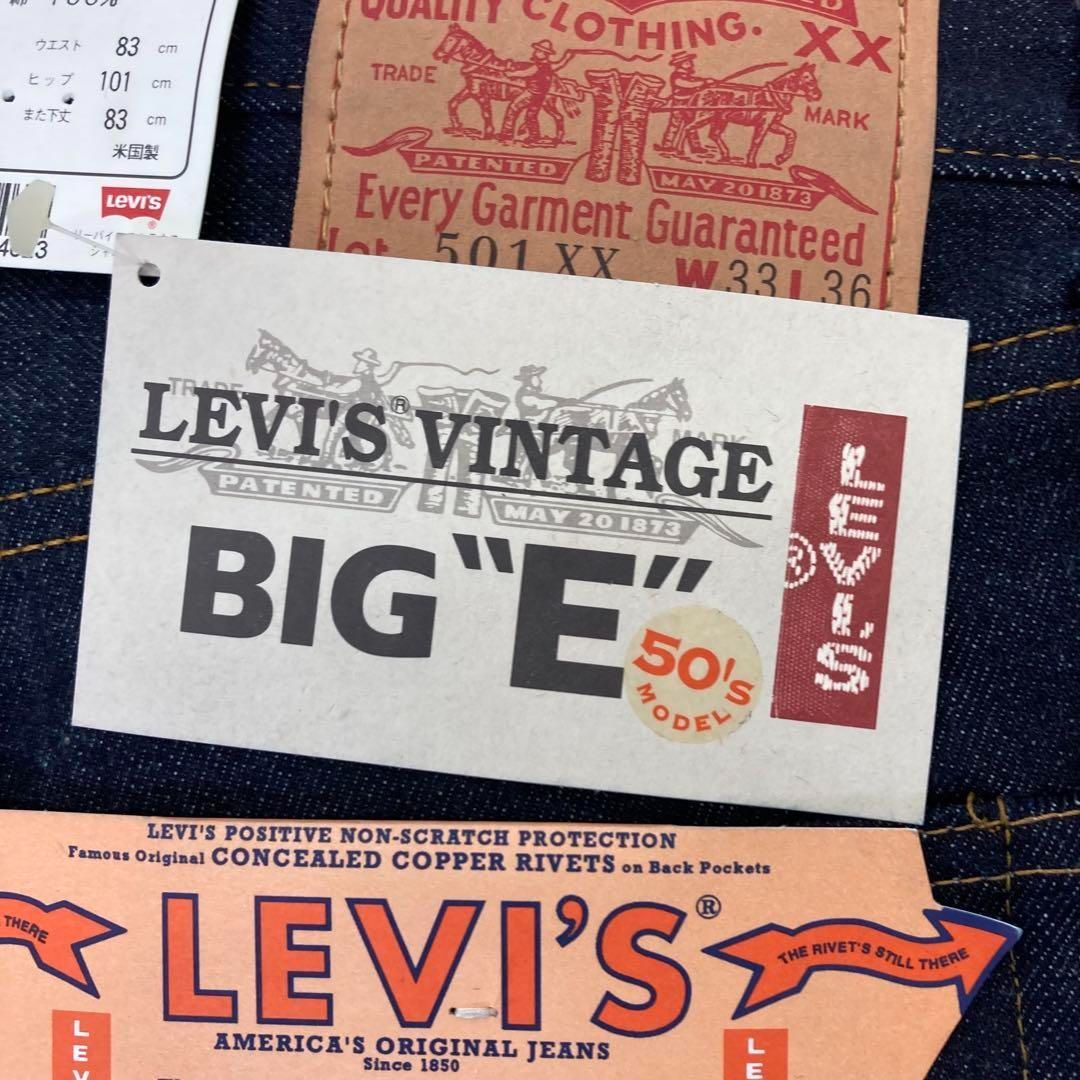 100%
ウエスト 83 cm
ヒップ 101 cm
また下丈 83 cm
米国製
LEVI'S
®
QUALITY CLOTHING. XX
TRADE MARK
PATENTED MAY 20 1873
Every Garment Guaranteed
Lot 501 XX W 33 L 36
TRADE MARK
LEVI'S® VINTAGE
PATENTED MAY 20 1873
BIG "E"
50's
MODEL
LEVI'S
®
LEVI'S POSITIVE NON-SCRATCH PROTECTION
Famous Original CONCEALED COPPER RIVETS on Back Pockets
THERE
LEVI'S®
THE RIVET'S STILL THERE
AMERICA'S ORIGINAL JEANS
Since 1850
LEV
LE